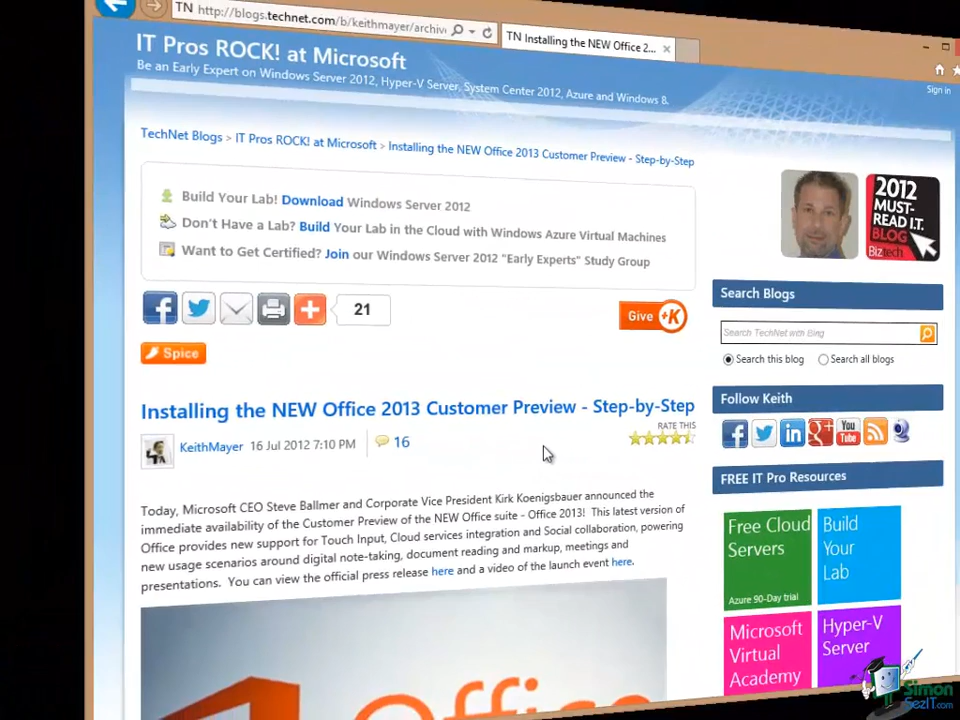 TN http://blogs.technet.com/b/keithmayer/archiv
TN Installing the NEW Office 2...
IT Pros ROCK! at Microsoft
Be an Early Expert on Windows Server 2012, Hyper-V Server, System Center 2012, Azure and Windows 8.
Sign in
TechNet Blogs > IT Pros ROCK! at Microsoft > Installing the NEW Office 2013 Customer Preview - Step-by-Step
Build Your Lab! Download Windows Server 2012
Don't Have a Lab? Build Your Lab in the Cloud with Windows Azure Virtual Machines
Want to Get Certified? Join our Windows Server 2012 "Early Experts" Study Group
2012
MUST-
READ I.T.
BLOG
Biztech
21
Give +K
Spice
Search Blogs
Search TechNet with Bing
Search this blog
Search all blogs
Installing the NEW Office 2013 Customer Preview - Step-by-Step
RATE THIS
KeithMayer 16 Jul 2012 7:10 PM
16
Follow Keith
You
Tube
FREE IT Pro Resources
Today, Microsoft CEO Steve Ballmer and Corporate Vice President Kirk Koenigsbauer announced the
immediate availability of the Customer Preview of the NEW Office suite - Office 2013! This latest version of
Office provides new support for Touch Input, Cloud services integration and Social collaboration, powering
new usage scenarios around digital note-taking, document reading and markup, meetings and
presentations. You can view the official press release here and a video of the launch event here.
Free Cloud
Servers
Azure 90-Day trial
Build
Your
Lab
Microsoft
Virtual
Academy
Hyper-V
Server
Office
Simon
SezIT.com